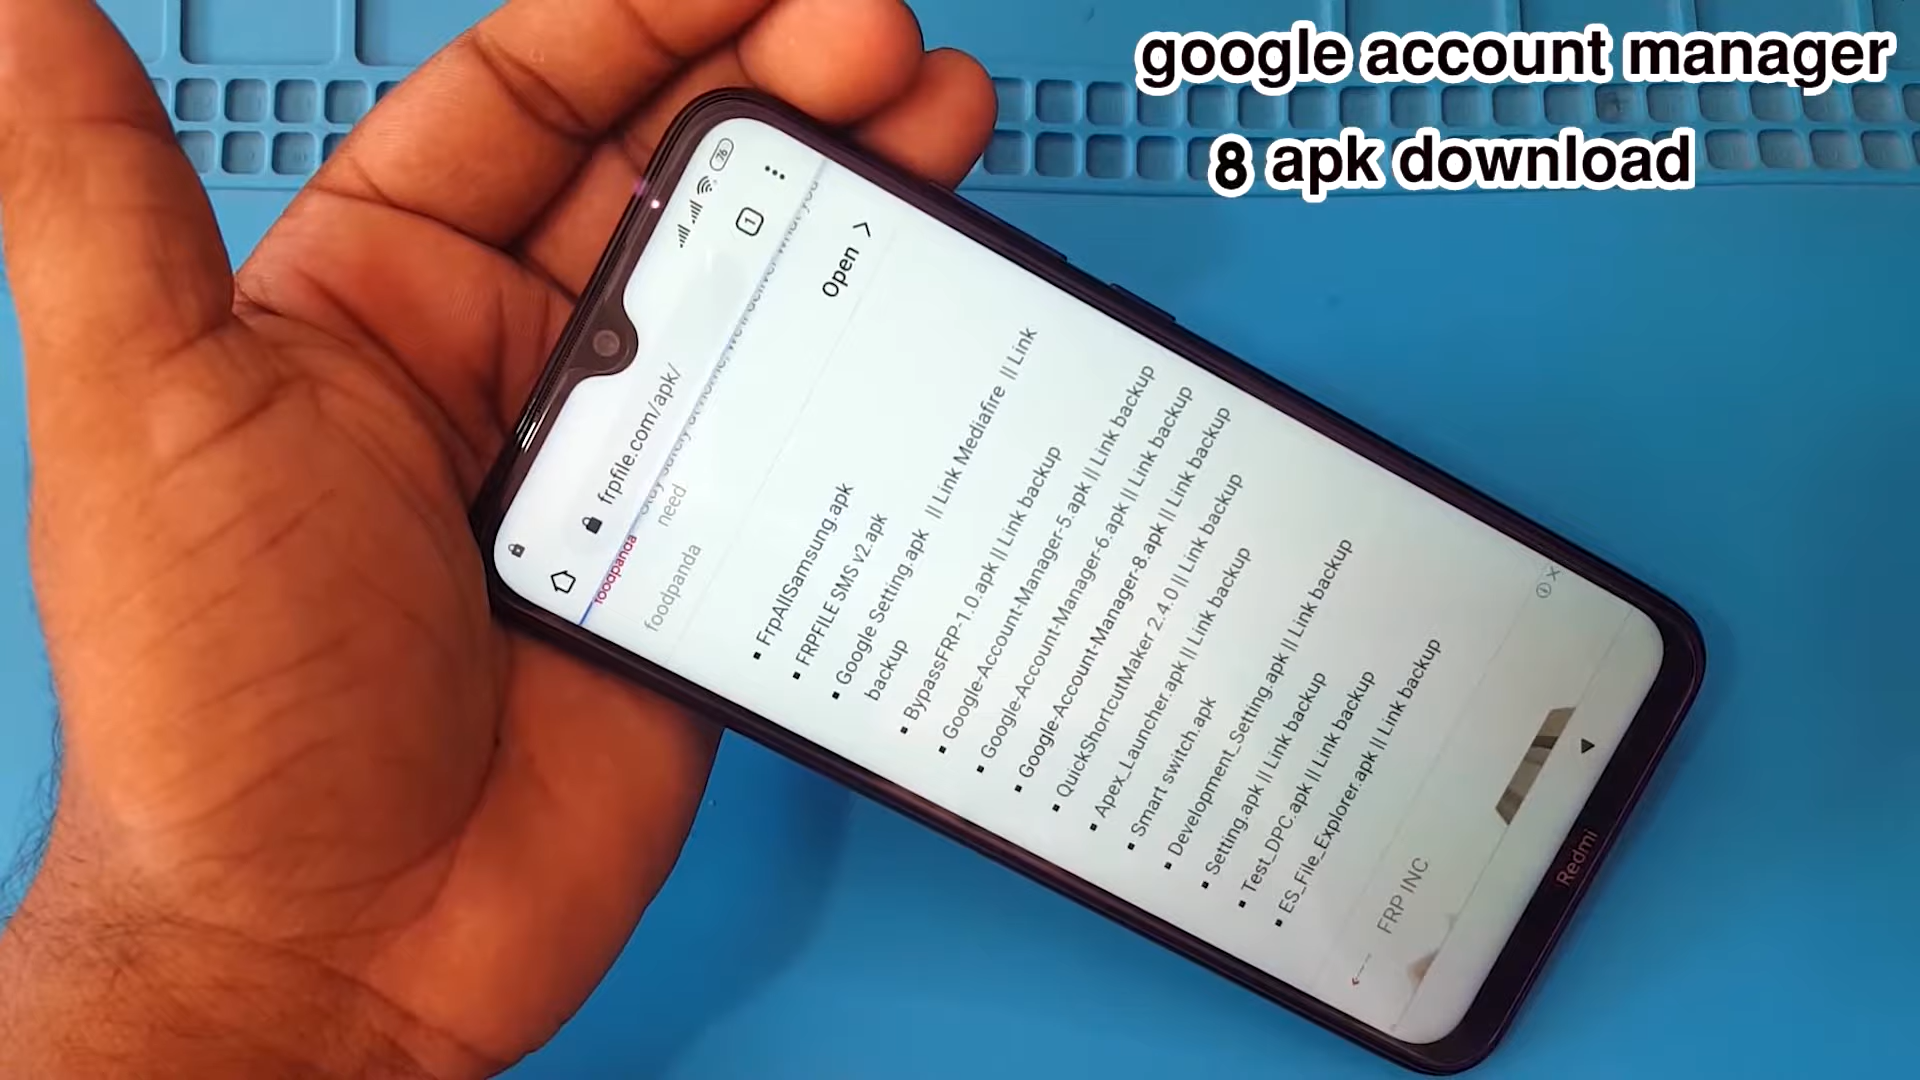 google account manager
8 apk download
76
1
frpfile.com/apk/
foodpanda
need
foodpanda
Open
FrpAllSamsung.apk
FRPFILE SMS v2.apk
Google Setting.apk || Link Mediafire || Link
backup
BypassFRP-1.0.apk || Link backup
Google-Account-Manager-5.apk || Link backup
Google-Account-Manager-6.apk || Link backup
Google-Account-Manager-8.apk || Link backup
QuickShortcutMaker 2.4.0 || Link backup
Apex_Launcher.apk || Link backup
Smart switch.apk
Development_Setting.apk || Link backup
Setting.apk || Link backup
Test_DPC.apk || Link backup
ES_File_Explorer.apk || Link backup
FRP INC
Redmi